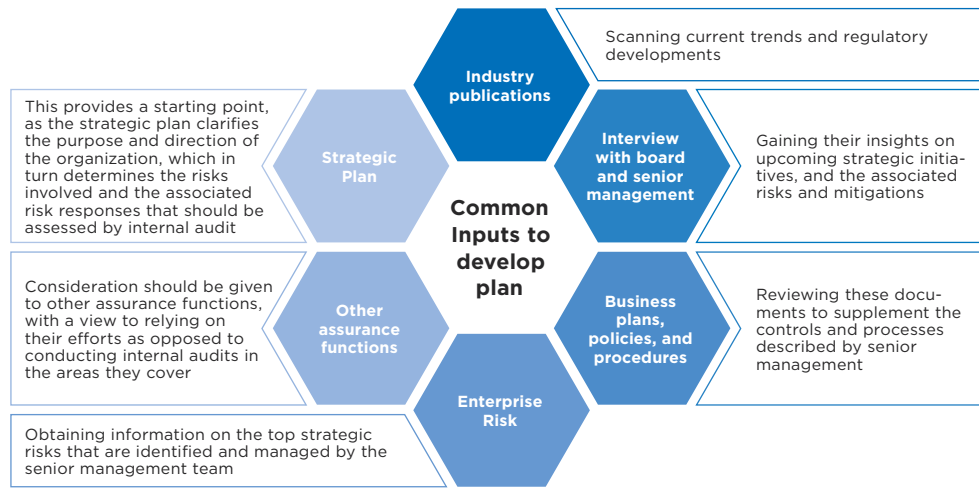 Industry
publications
Scanning current trends and regulatory
developments
Interview
with board
and senior
management
Gaining their insights on
upcoming strategic initia-
tives, and the associated
risks and mitigations
Business
plans,
policies, and
procedures
Reviewing these docu-
ments to supplement the
controls and processes
described by senior
management
Enterprise
Risk
Obtaining information on the top strategic
risks that are identified and managed by the
senior management team
Other
assurance
functions
Consideration should be given
to other assurance functions,
with a view to relying on
their efforts as opposed to
conducting internal audits in
the areas they cover
Strategic
Plan
This provides a starting point,
as the strategic plan clarifies
the purpose and direction of
the organization, which in
turn determines the risks
involved and the associated
risk responses that should be
assessed by internal audit
Common
Inputs to
develop
plan